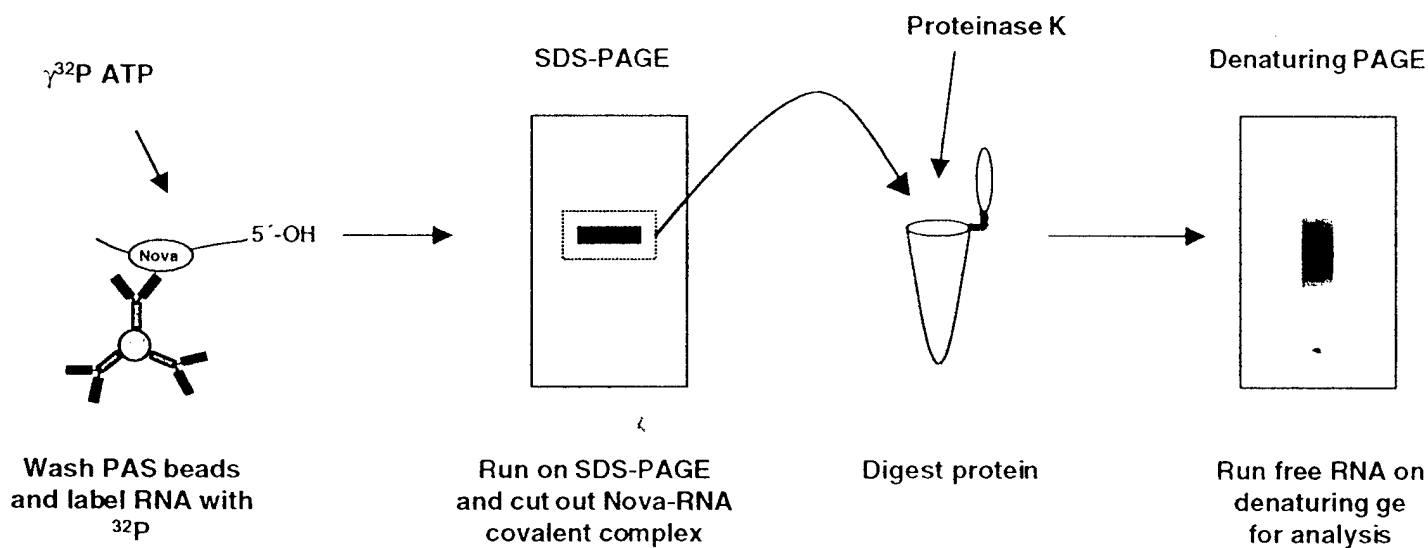 γ³²P ATP
5´-OH
Nova
Wash PAS beads
and label RNA with
³²P
SDS-PAGE
Run on SDS-PAGE
and cut out Nova-RNA
covalent complex
Proteinase K
Digest protein
Denaturing PAGE
Run free RNA on
denaturing ge
for analysis